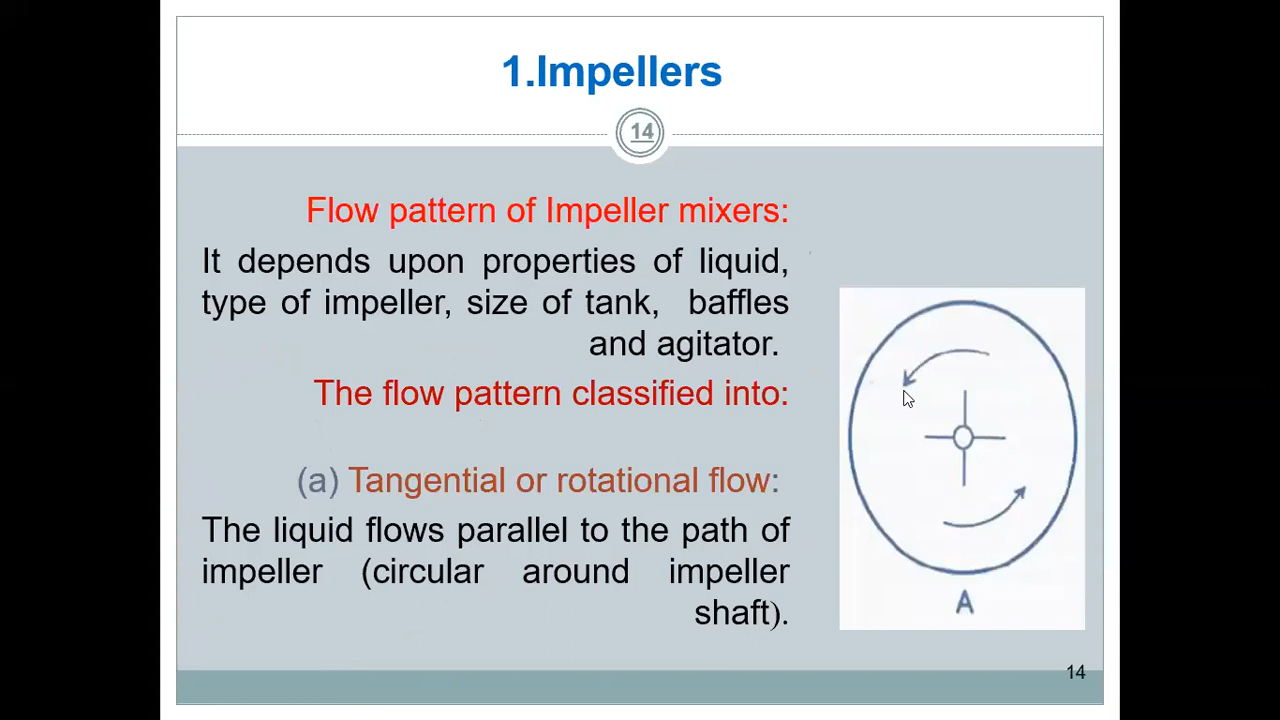 1.Impellers
14
Flow pattern of Impeller mixers:
It depends upon properties of liquid,
type of impeller, size of tank, baffles
and agitator.
The flow pattern classified into:
(a) Tangential or rotational flow:
The liquid flows parallel to the path of
impeller (circular around impeller
shaft).
A
14